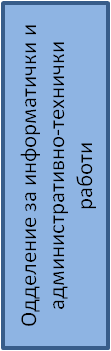 Одделение за информатички и
административно-технички
работи